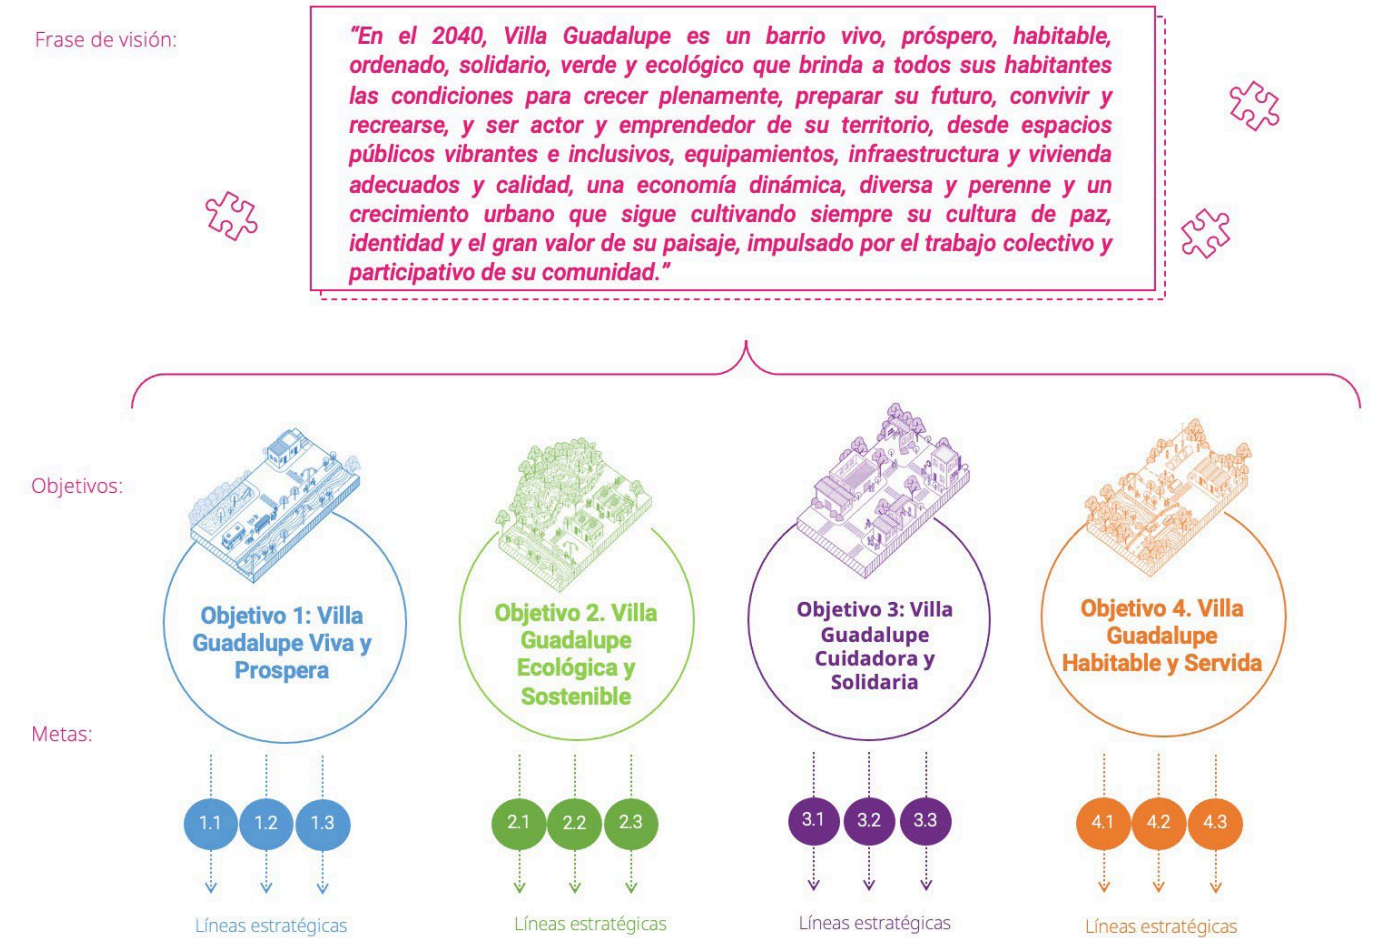 Frase de visión:
“En el 2040, Villa Guadalupe es un barrio vivo, próspero, habitable,
ordenado, solidario, verde y ecológico que brinda a todos sus habitantes
las condiciones para crecer plenamente, preparar su futuro, convivir y
recrearse, y ser actor y emprendedor de su territorio, desde espacios
públicos vibrantes e inclusivos, equipamientos, infraestructura y vivienda
adecuados y calidad, una economía dinámica, diversa y perenne y un
crecimiento urbano que sigue cultivando siempre su cultura de paz,
identidad y el gran valor de su paisaje, impulsado por el trabajo colectivo y
participativo de su comunidad.”
Objetivos:
Objetivo 1: Villa
Guadalupe Viva y
Prospera
Objetivo 2. Villa
Guadalupe
Ecológica y
Sostenible
Objetivo 3: Villa
Guadalupe
Cuidadora y
Solidaria
Objetivo 4. Villa
Guadalupe
Habitable y Servida
Metas:
1.1 1.2 1.3
2.1 2.2 2.3
3.1 3.2 3.3
4.1 4.2 4.3
Líneas estratégicas
Líneas estratégicas
Líneas estratégicas
Líneas estratégicas